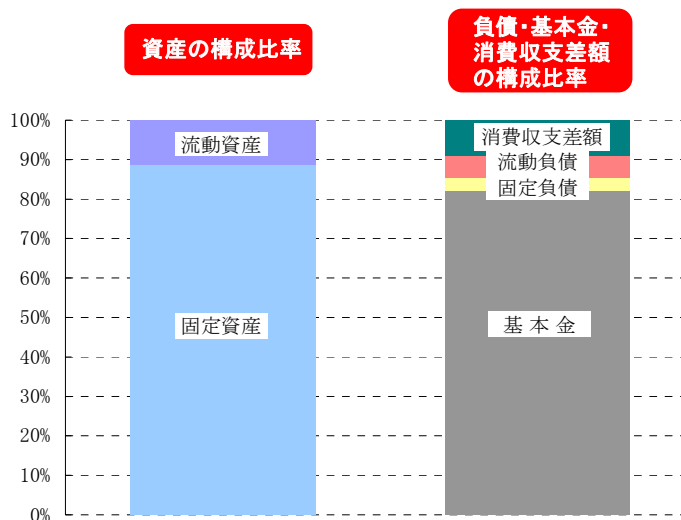 資産の構成比率
負債・基本金・
消費収支差額
の構成比率
100%
90%
80%
70%
60%
50%
40%
30%
20%
10%
0%
流動資産
固定資産
消費収支差額
流動負債
固定負債
基本金